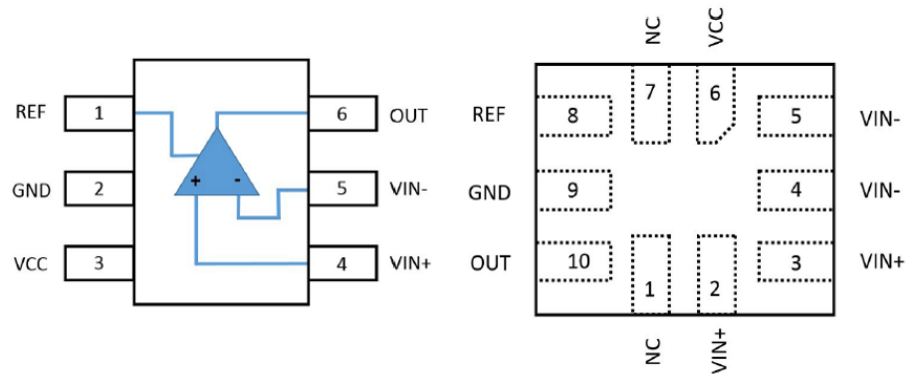 REF 1 6 OUT
GND 2 5 VIN-
VCC 3 4 VIN+
+ -
NC VCC
7 6
REF 8 5 VIN-
GND 9 4 VIN-
OUT 10 3 VIN+
1 2
NC VIN+